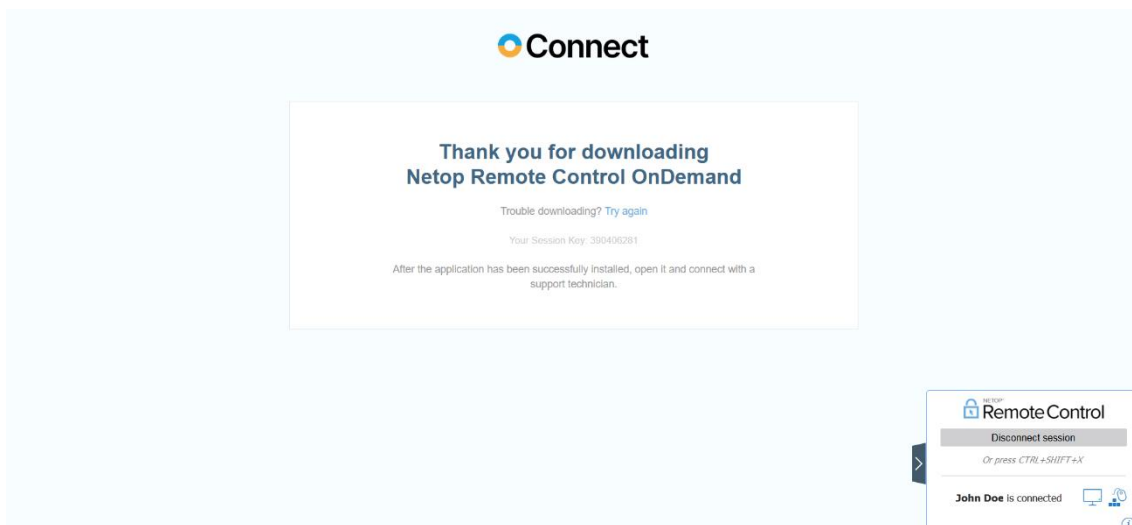 Connect
Thank you for downloading
Netop Remote Control OnDemand
Trouble downloading? Try again
Your Session Key: 390406281
After the application has been successfully installed, open it and connect with a
support technician.
NETOP
Remote Control
Disconnect session
Or press CTRL+SHIFT+X
John Doe is connected